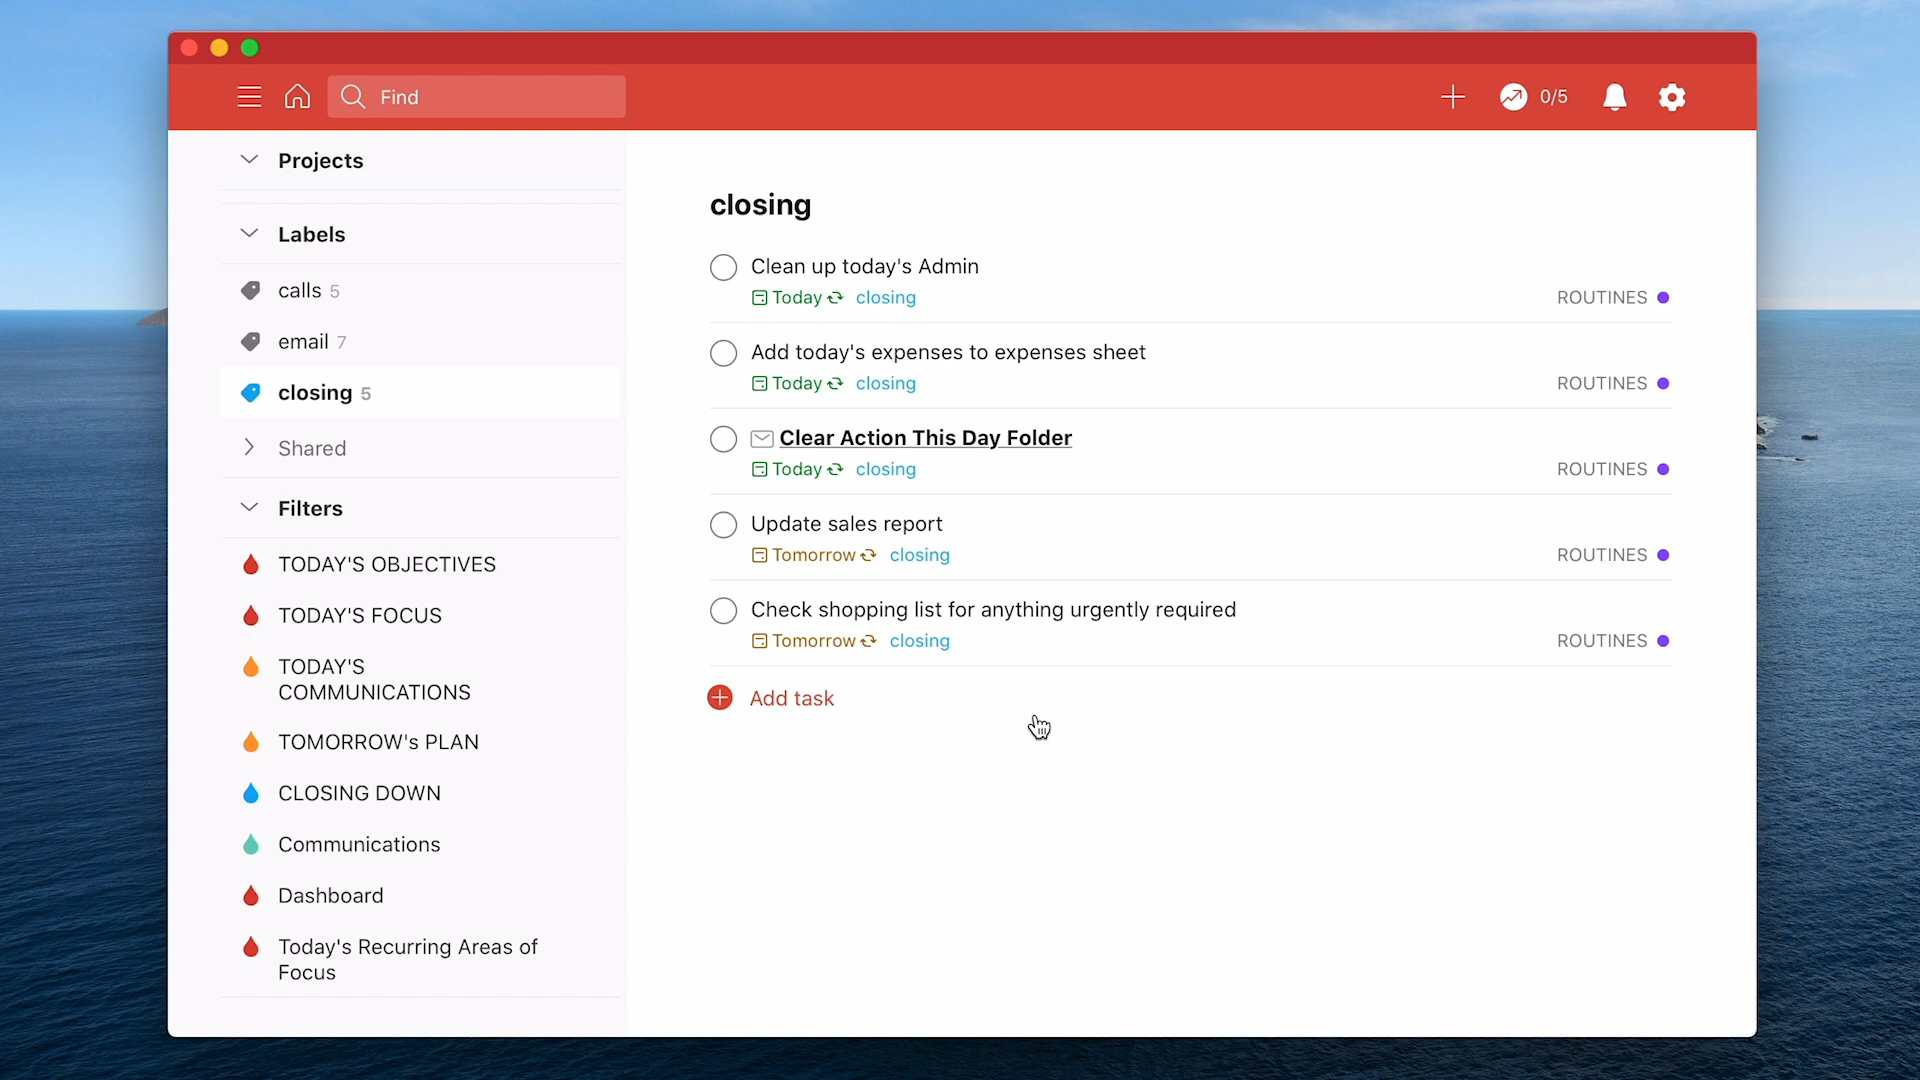 Find
0/5
Projects
Labels
calls 5
email 7
closing 5
Shared
Filters
TODAY'S OBJECTIVES
TODAY'S FOCUS
TODAY'S
COMMUNICATIONS
TOMORROW's PLAN
CLOSING DOWN
Communications
Dashboard
Today's Recurring Areas of
Focus
closing
Clean up today's Admin
Today closing ROUTINES
Add today's expenses to expenses sheet
Today closing ROUTINES
Clear Action This Day Folder
Today closing ROUTINES
Update sales report
Tomorrow closing ROUTINES
Check shopping list for anything urgently required
Tomorrow closing ROUTINES
Add task